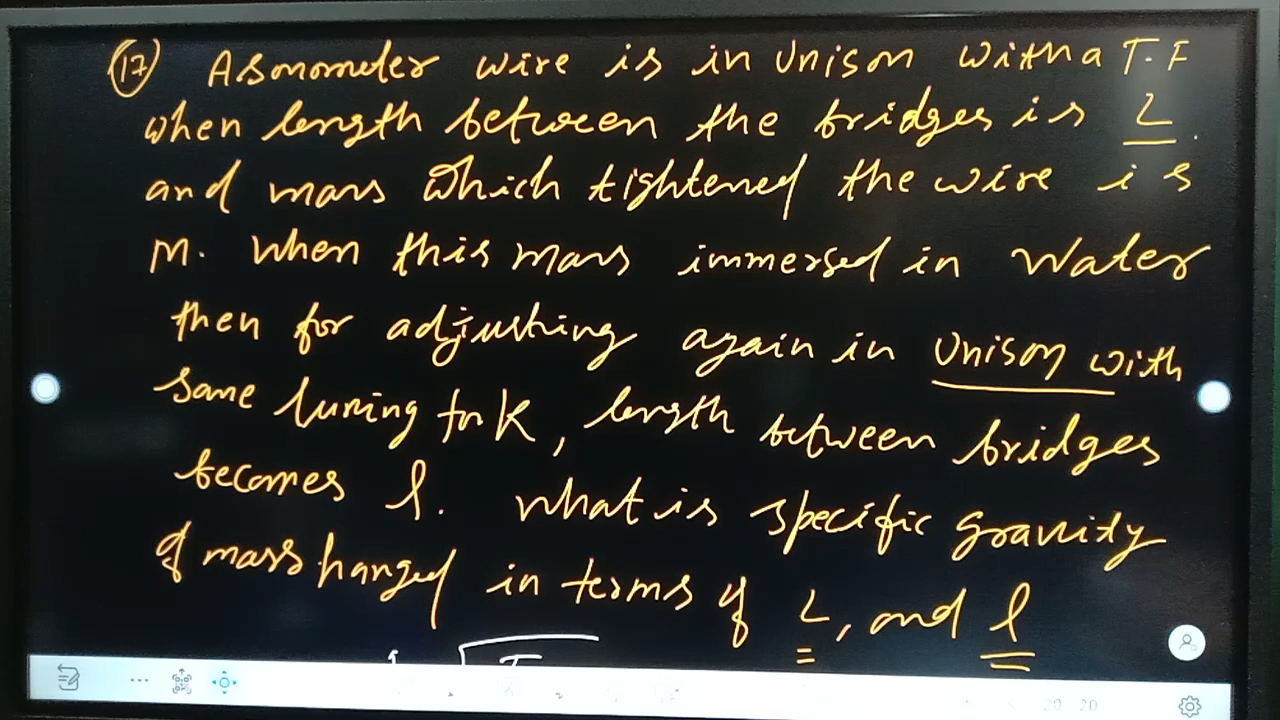 (17) A sonometer wire is in Unison with a T.F
when length between the bridges is L.
and mass which tightened the wire is
M. when this mass immersed in Water
then for adjusting again in Unison with
Same tuning fork, length between bridges
becomes l. what is specific gravity
of mass hanged in terms of L, and l
20 20